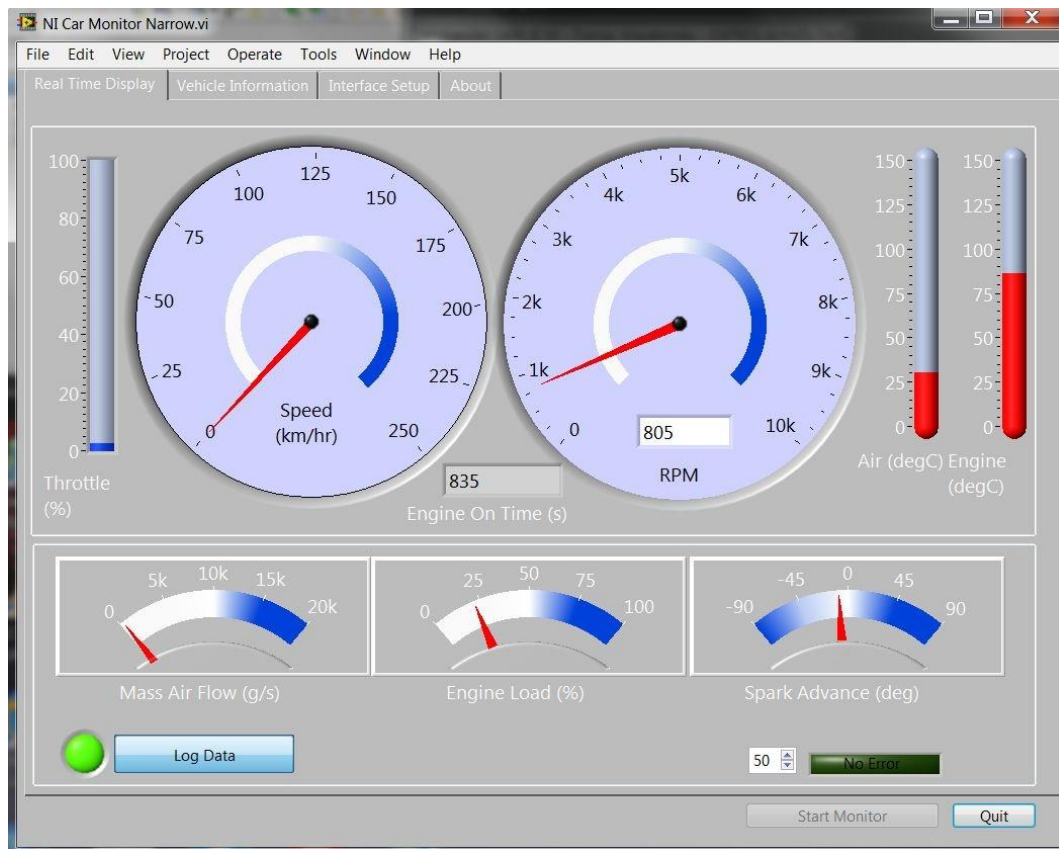 NI Car Monitor Narrow.vi
File Edit View Project Operate Tools Window Help
Real Time Display Vehicle Information Interface Setup About
100
80
60
40
20
0
Throttle
(%)
0
25
50
75
100
125
150
175
200
225
250
Speed
(km/hr)
835
Engine On Time (s)
0
1k
2k
3k
4k
5k
6k
7k
8k
9k
10k
805
RPM
150
125
100
75
50
25
0
Air (degC)
150
125
100
75
50
25
0
Engine
(degC)
0 5k 10k 15k 20k
Mass Air Flow (g/s)
0 25 50 75 100
Engine Load (%)
-90 -45 0 45 90
Spark Advance (deg)
Log Data
50
No Error
Start Monitor Quit